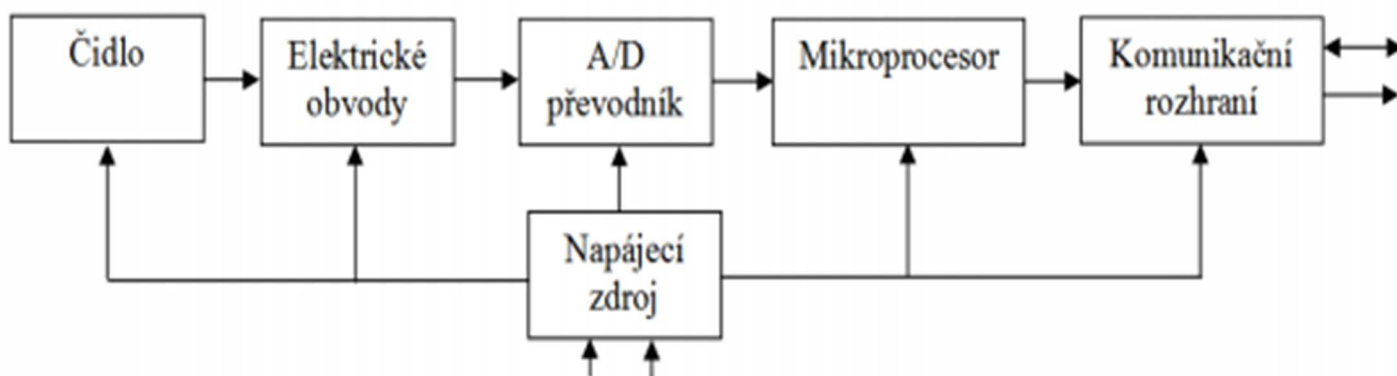 Čidlo
Elektrické
obvody
A/D
převodník
Mikroprocesor
Komunikační
rozhraní
Napájecí
zdroj